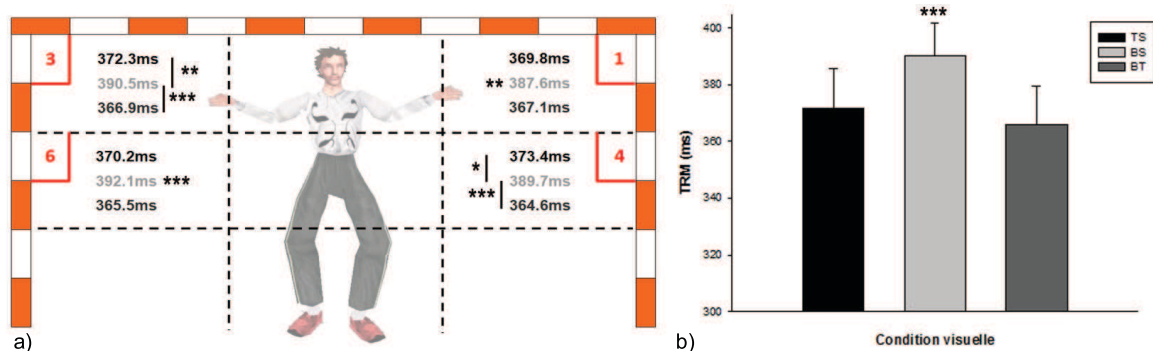 3
372.3ms
390.5ms **
366.9ms ***
369.8ms
** 387.6ms
367.1ms
1
6
370.2ms
392.1ms ***
365.5ms
373.4ms
* 389.7ms
*** 364.6ms
4
a)
***
TS
BS
BT
400
380
360
340
320
300
TRM (ms)
Condition visuelle
b)